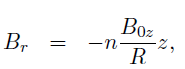 B_r = -n \frac{B_{0z}}{R} z,